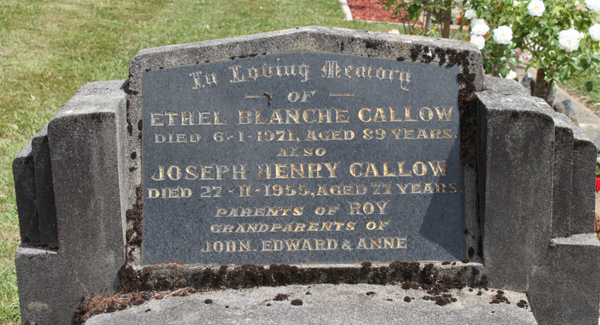 In Loving Memory
— OF —
ETHEL BLANCHE CALLOW
DIED 6-1-1971, AGED 89 YEARS.
ALSO
JOSEPH HENRY CALLOW
DIED 27-11-1955, AGED 77 YEARS
PARENTS OF ROY
GRANDPARENTS OF
JOHN, EDWARD & ANNE